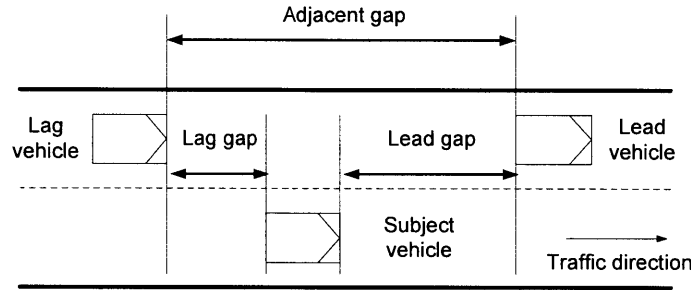 Adjacent gap
Lag
vehicle
Lag gap
Lead gap
Lead
vehicle
Subject
vehicle
Traffic direction